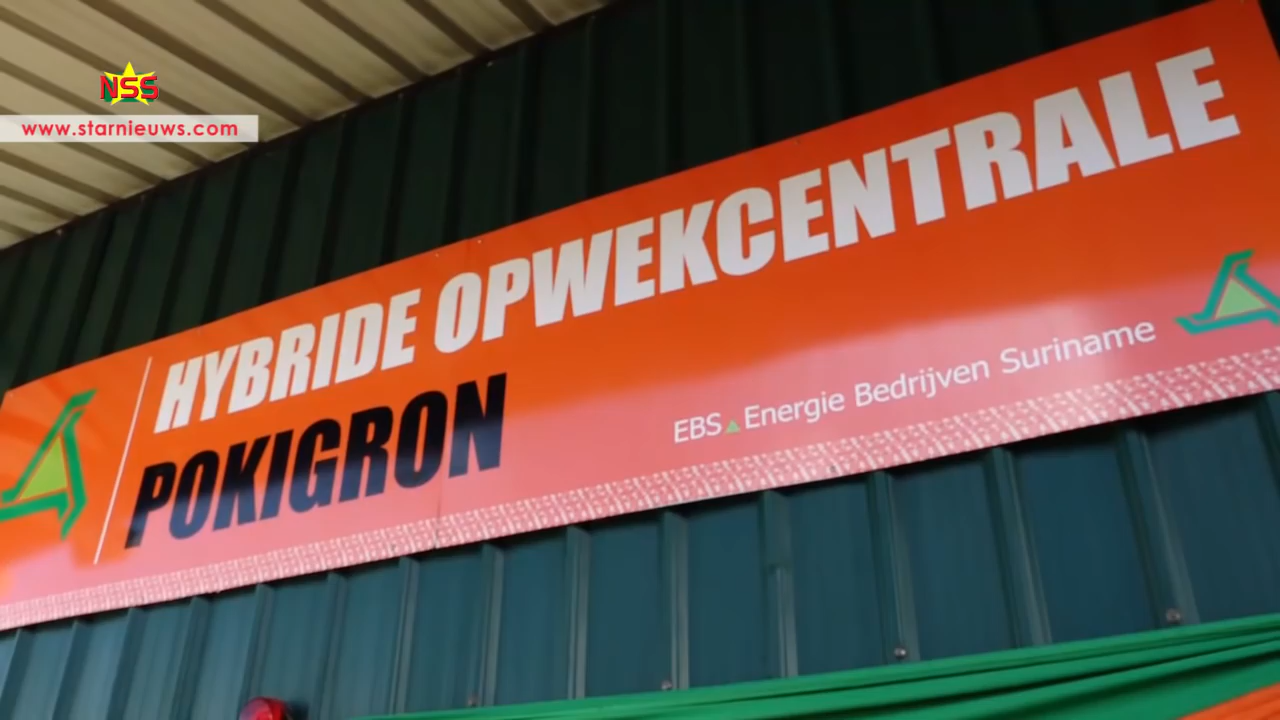 NSS
www.starnieuws.com
HYBRIDE OPWEKCENTRALE
POKIGRON
EBS Energie Bedrijven Suriname